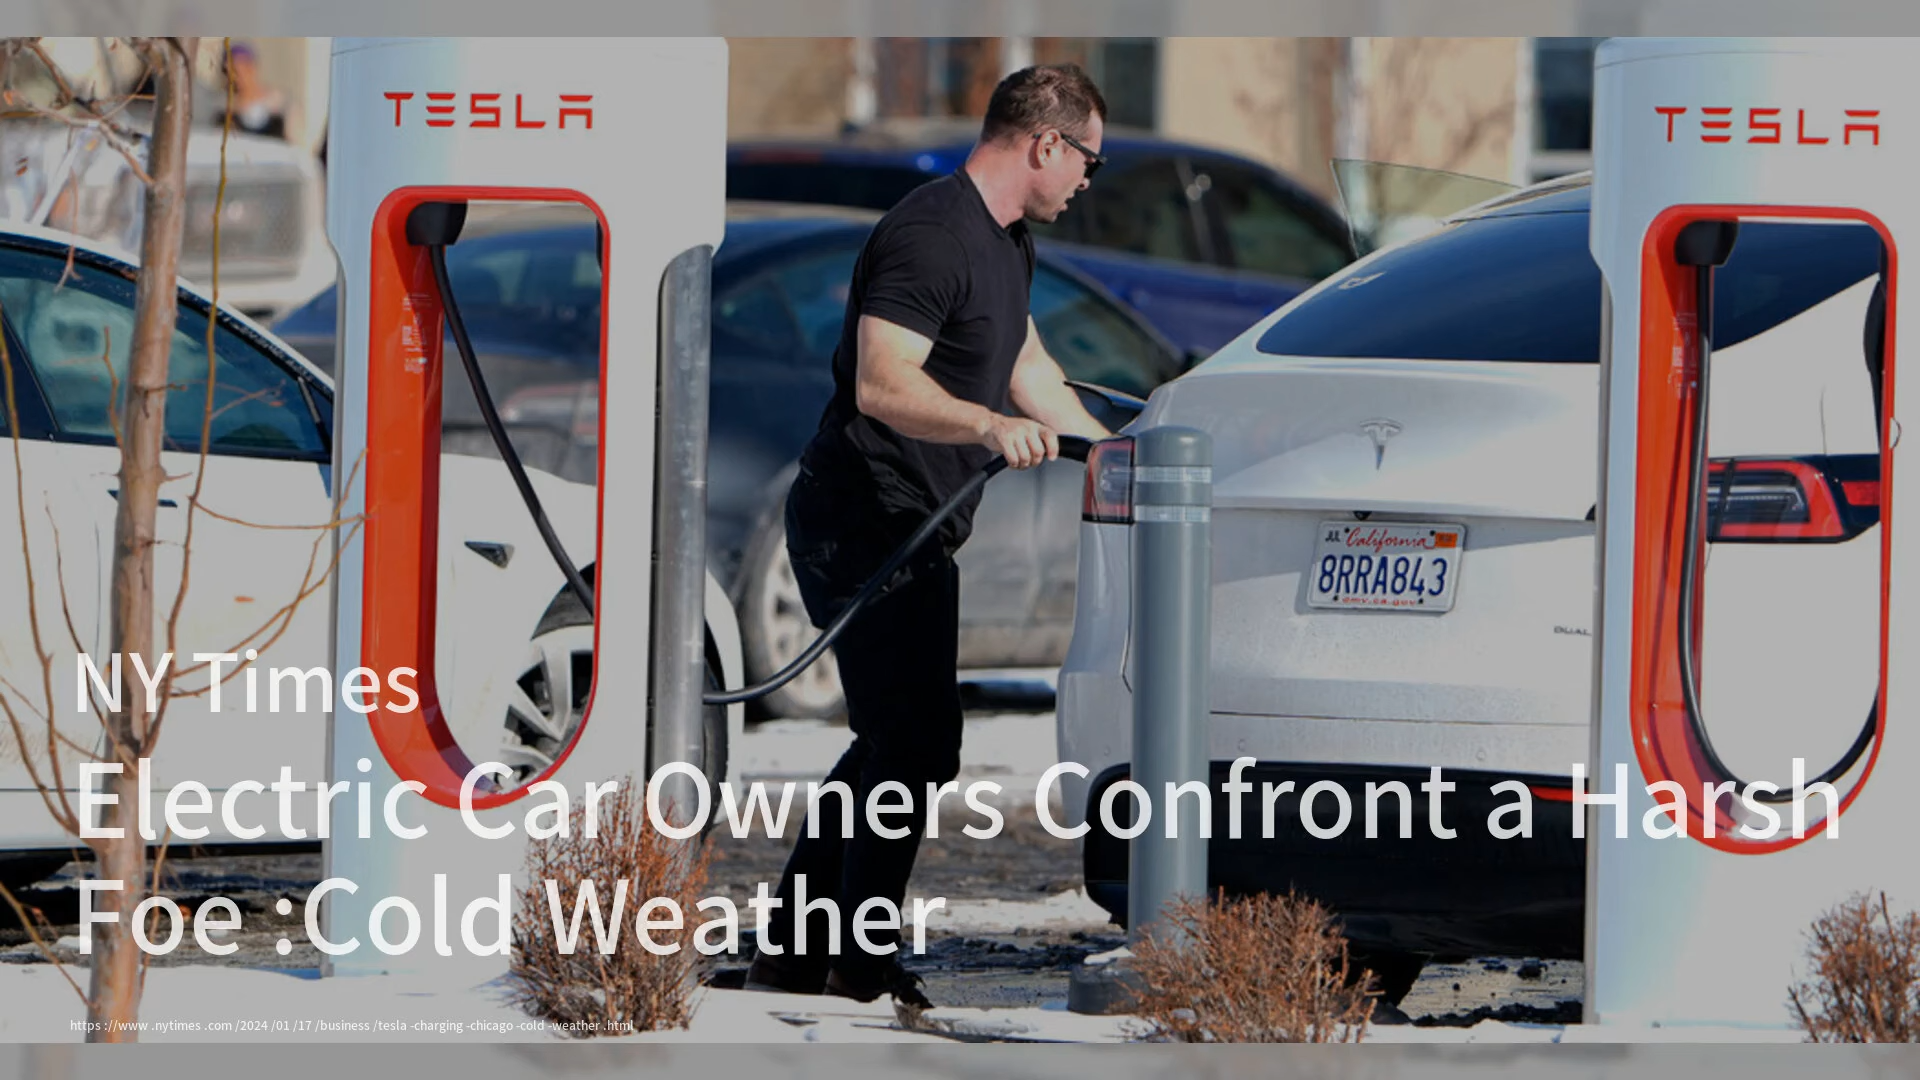 TESLA
TESLA
JUL California
8RRA843
dmv.ca.gov
DUAL
NY Times
Electric Car Owners Confront a Harsh
Foe :Cold Weather
https ://www .nytimes .com /2024 /01 /17 /business /tesla -charging -chicago -cold -weather .html